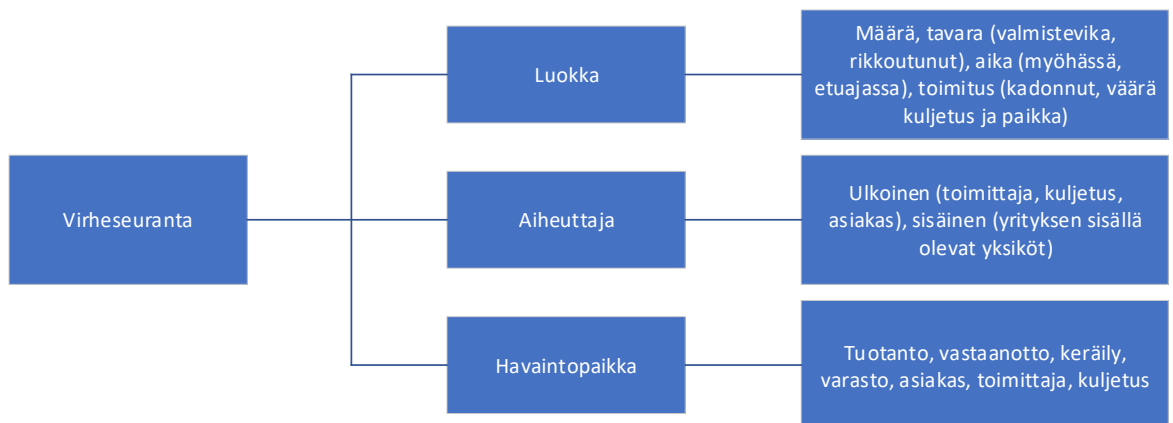 Virheseuranta
Luokka
Määrä, tavara (valmistevika,
rikkoutunut), aika (myöhässä,
etuajassa), toimitus (kadonnut, väärä
kuljetus ja paikka)
Aiheuttaja
Ulkoinen (toimittaja, kuljetus,
asiakas), sisäinen (yrityksen sisällä
olevat yksiköt)
Havaintopaikka
Tuotanto, vastaanotto, keräily,
varasto, asiakas, toimittaja, kuljetus